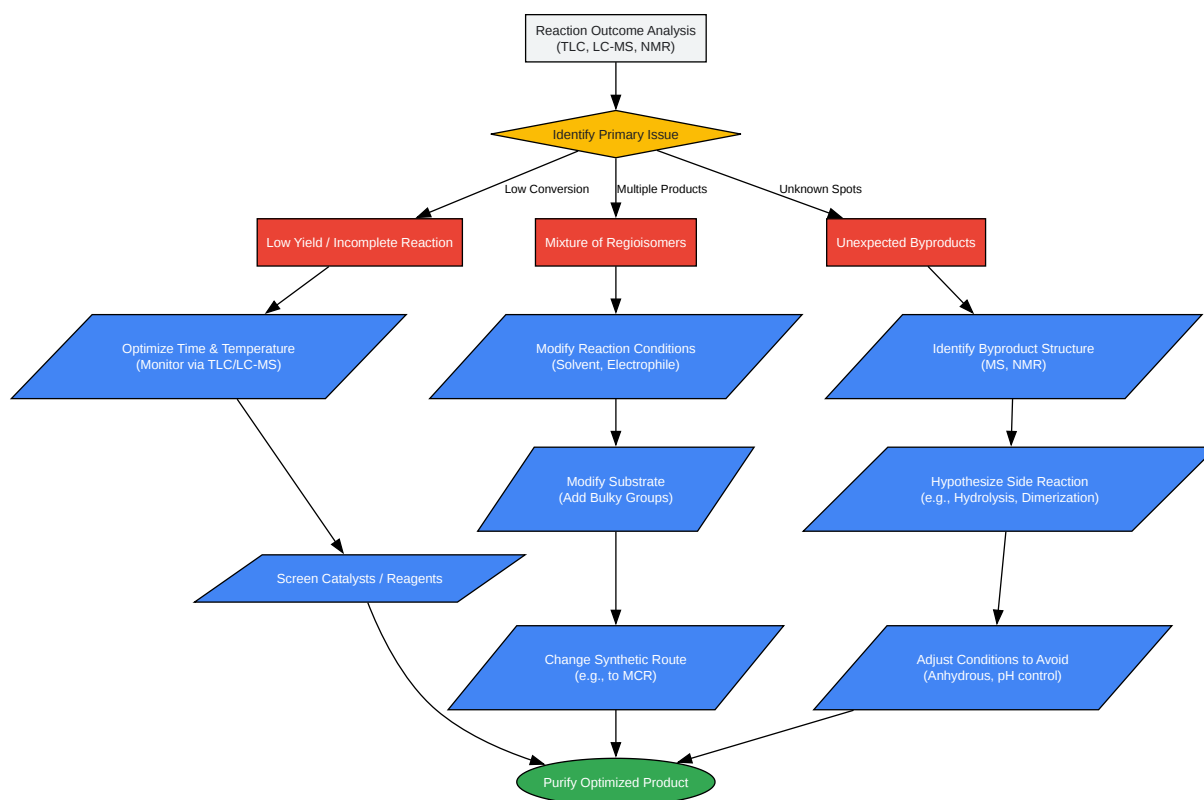 Reaction Outcome Analysis
(TLC, LC-MS, NMR)
Identify Primary Issue
Low Conversion
Multiple Products
Unknown Spots
Low Yield / Incomplete Reaction
Mixture of Regioisomers
Unexpected Byproducts
Optimize Time & Temperature
(Monitor via TLC/LC-MS)
Modify Reaction Conditions
(Solvent, Electrophile)
Identify Byproduct Structure
(MS, NMR)
Modify Substrate
(Add Bulky Groups)
Hypothesize Side Reaction
(e.g., Hydrolysis, Dimerization)
Screen Catalysts / Reagents
Change Synthetic Route
(e.g., to MCR)
Adjust Conditions to Avoid
(Anhydrous, pH control)
Purify Optimized Product